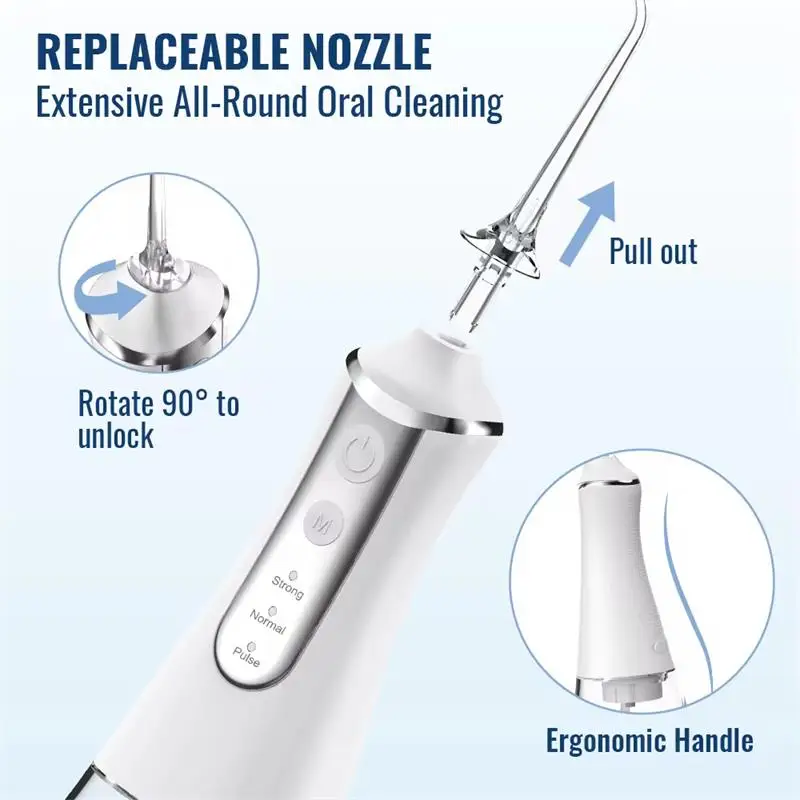 REPLACEABLE NOZZLE
Extensive All-Round Oral Cleaning
Pull out
Rotate 90° to
unlock
M
Strong
Normal
Pulse
Ergonomic Handle